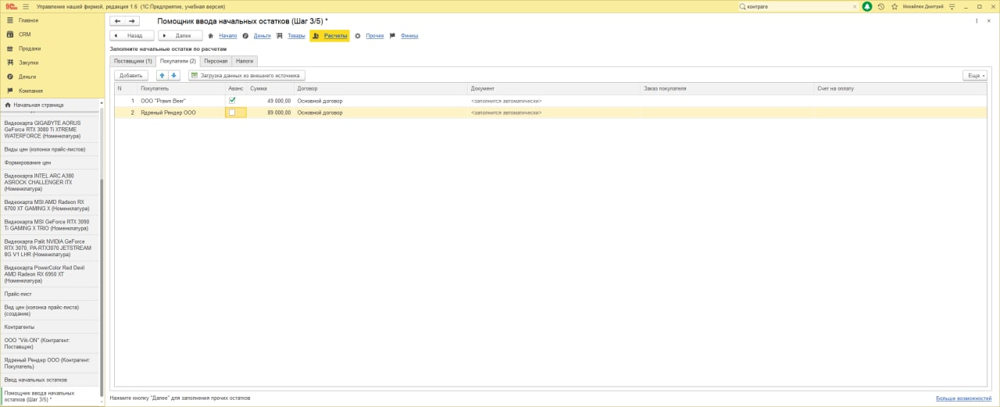 1С Управление нашей фирмой, редакция 1.6 (1С:Предприятие, учебная версия)
контраге
Михайлюк Дмитрий
Главное
CRM
Продажи
Закупки
Деньги
Компания
Начальная страница
Видеокарта GIGABYTE AORUS
GeForce RTX 3080 Ti XTREME
WATERFORCE (Номенклатура)
Виды цен (колонки прайс-листов)
Формирование цен
Видеокарта INTEL ARC A380
ASROCK CHALLENGER ITX
(Номенклатура)
Видеокарта MSI AMD Radeon RX
6700 XT GAMING X (Номенклатура)
Видеокарта MSI GeForce RTX 3090
Ti GAMING X TRIO (Номенклатура)
Видеокарта Palit NVIDIA GeForce
RTX 3070, PA-RTX3070 JETSTREAM
8G V1 LHR (Номенклатура)
Видеокарта PowerColor Red Devil
AMD Radeon RX 6950 XT
(Номенклатура)
Прайс-лист
Вид цен (колонка прайс-листа)
(создание)
Контрагенты
ООО "Vilt-ON" (Контрагент:
Поставщик)
Ядреный Рендер ООО (Контрагент:
Покупатель)
Ввод начальных остатков
Помощник ввода начальных
остатков (Шаг 3/5) *
Помощник ввода начальных остатков (Шаг 3/5) *
Назад Далее Начало Деньги Товары Расчеты Прочее Финиш
Заполните начальные остатки по расчетам
Поставщики (1) Покупатели (2) Персонал Налоги
Добавить Загрузка данных из внешнего источника Еще
N Покупатель Аванс Сумма Договор Документ Заказ покупателя Счет на оплату
1 ООО "Prawn Beer" 49 000,00 Основной договор <заполнится автоматически>
2 Ядреный Рендер ООО 89 000,00 Основной договор <заполнится автоматически>
Нажмите кнопку "Далее" для заполнения прочих остатков
Больше возможностей